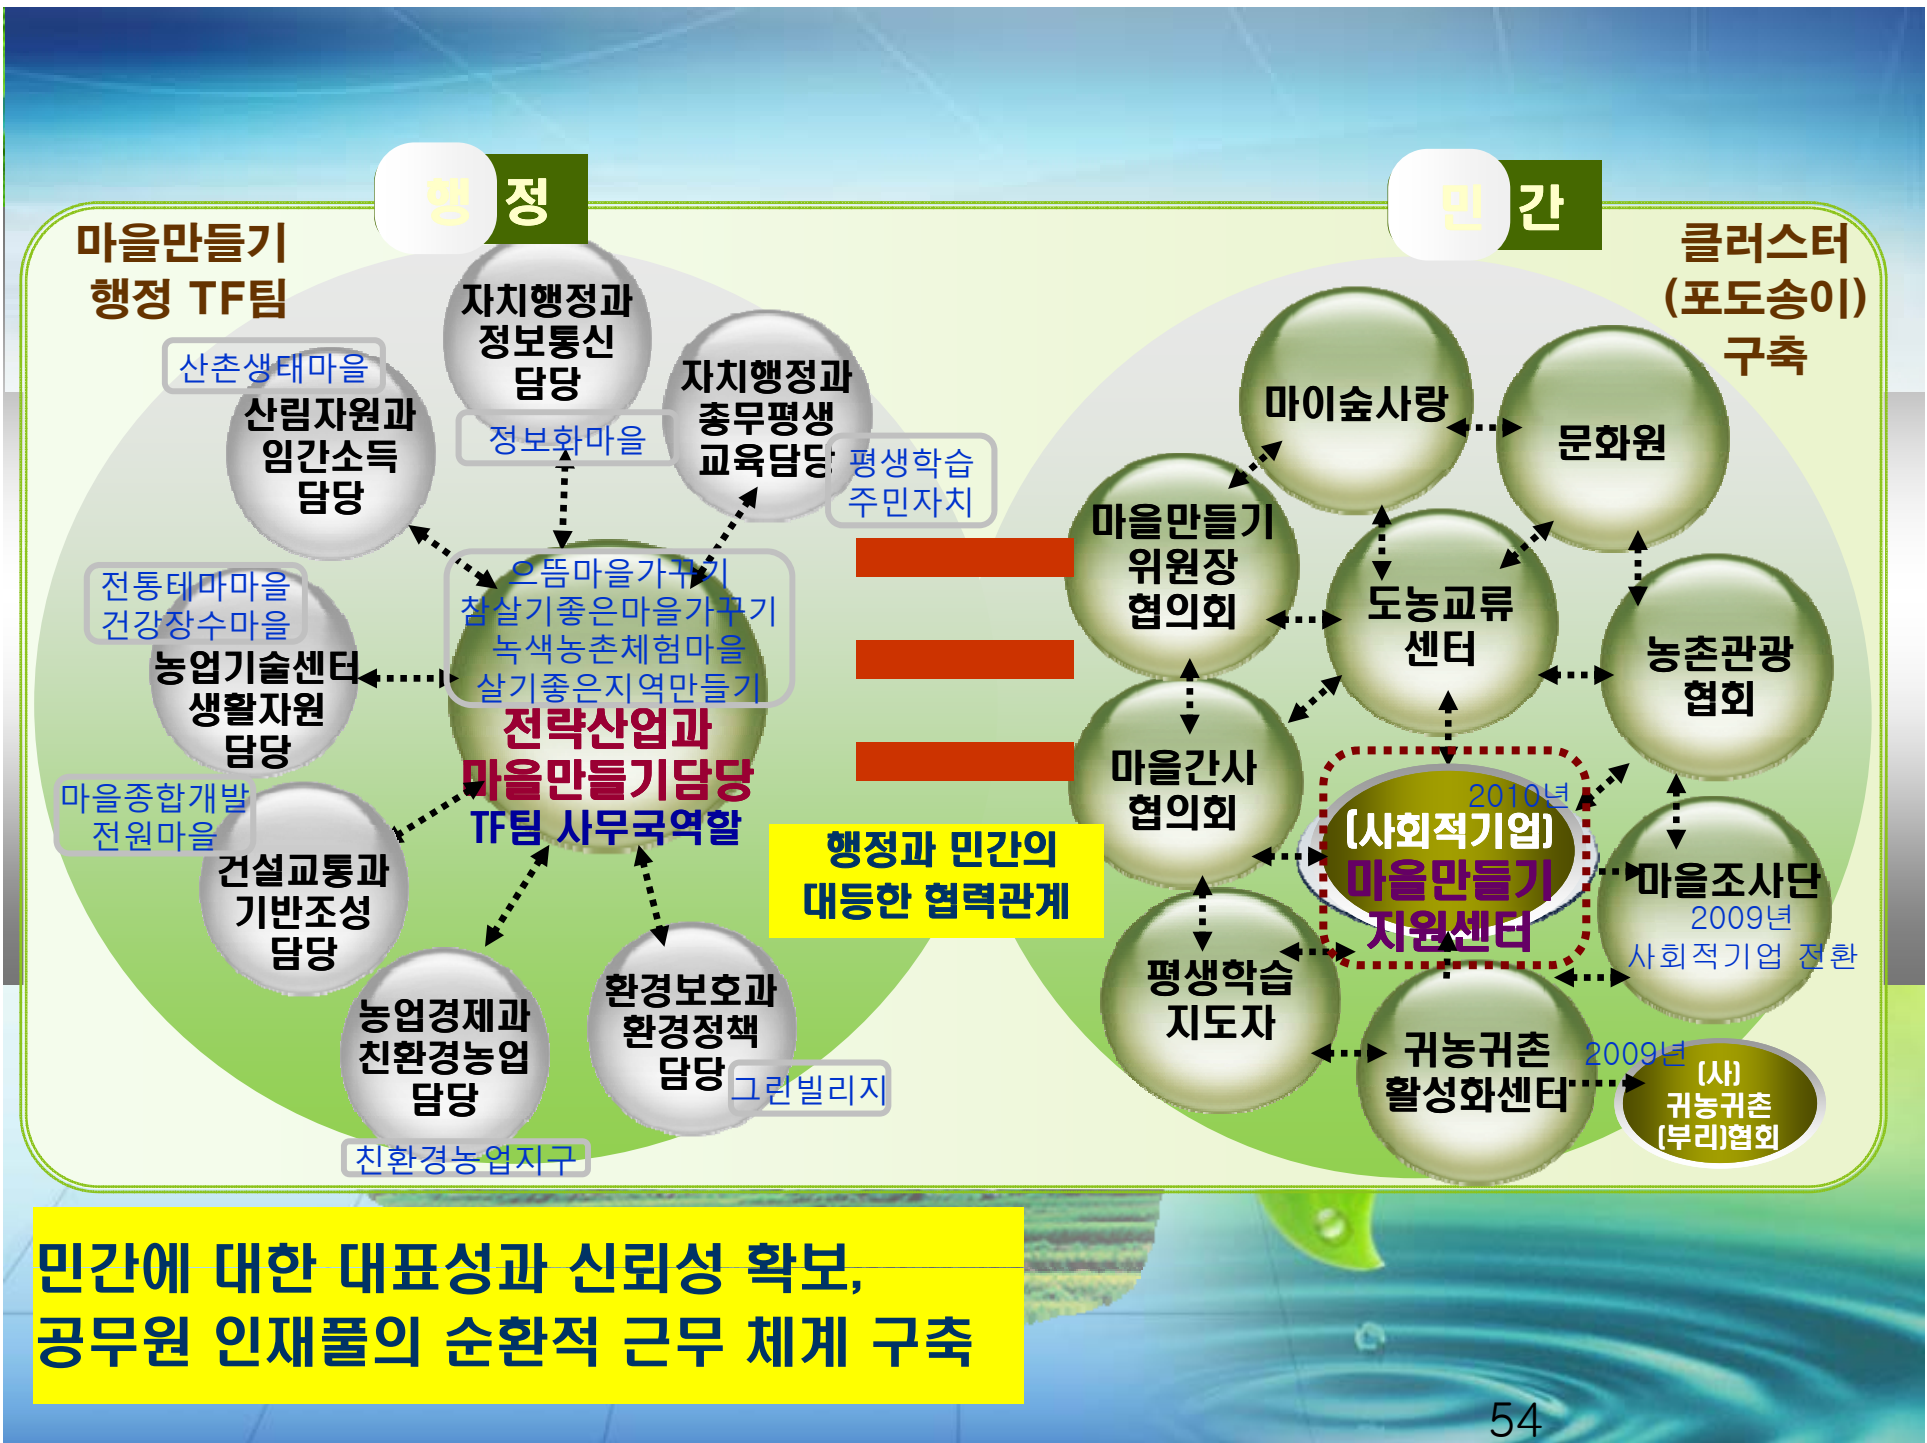 행 정
마을만들기
행정 TF팀
자치행정과
정보통신
담당
정보화마을
자치행정과
총무평생
교육담당
평생학습
주민자치
산촌생태마을
산림자원과
임간소득
담당
전통테마마을
건강장수마을
농업기술센터
생활자원
담당
마을종합개발
전원마을
건설교통과
기반조성
담당
농업경제과
친환경농업
담당
친환경농업지구
환경보호과
환경정책
담당
그린빌리지
으뜸마을가꾸기
참살기좋은마을가꾸기
녹색농촌체험마을
살기좋은지역만들기
전략산업과
마을만들기담당
TF팀 사무국역할
행정과 민간의
대등한 협력관계
민 간
클러스터
(포도송이)
구축
마이숲사랑
문화원
마을만들기
위원장
협의회
도농교류
센터
농촌관광
협회
마을간사
협의회
2010년
(사회적기업)
마을만들기
지원센터
마을조사단
2009년
사회적기업 전환
평생학습
지도자
귀농귀촌
활성화센터
2009년
(사)
귀농귀촌
(부리)협회
민간에 대한 대표성과 신뢰성 확보,
공무원 인재풀의 순환적 근무 체계 구축
54